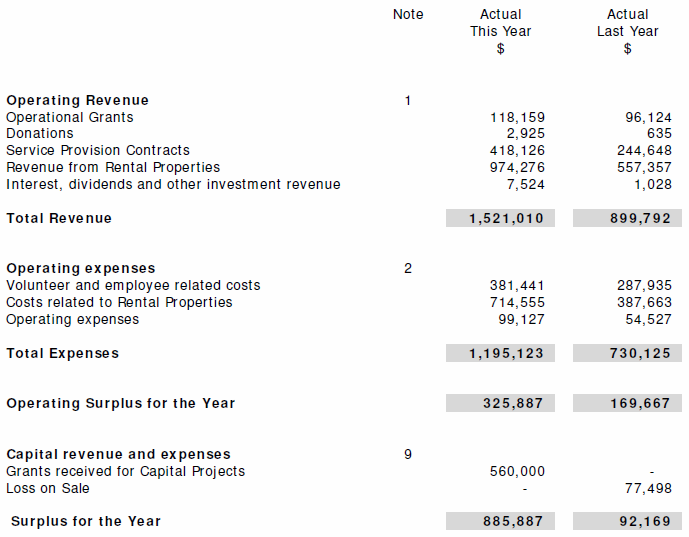 Note Actual Actual
This Year Last Year
$ $
Operating Revenue 1
Operational Grants 118,159 96,124
Donations 2,925 635
Service Provision Contracts 418,126 244,648
Revenue from Rental Properties 974,276 557,357
Interest, dividends and other investment revenue 7,524 1,028
Total Revenue 1,521,010 899,792
Operating expenses 2
Volunteer and employee related costs 381,441 287,935
Costs related to Rental Properties 714,555 387,663
Operating expenses 99,127 54,527
Total Expenses 1,195,123 730,125
Operating Surplus for the Year 325,887 169,667
Capital revenue and expenses 9
Grants received for Capital Projects 560,000 -
Loss on Sale - 77,498
Surplus for the Year 885,887 92,169